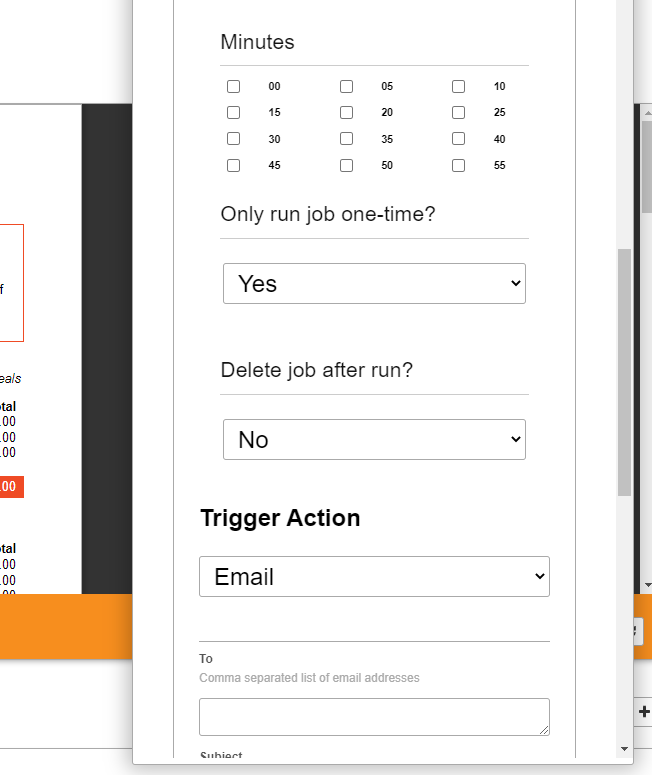 Minutes
00 05 10
15 20 25
30 35 40
45 50 55
Only run job one-time?
Yes
Delete job after run?
No
Trigger Action
Email
To
Comma separated list of email addresses
Subject
f
eals
otal
.00
.00
.00
.00
otal
.00
.00
.00